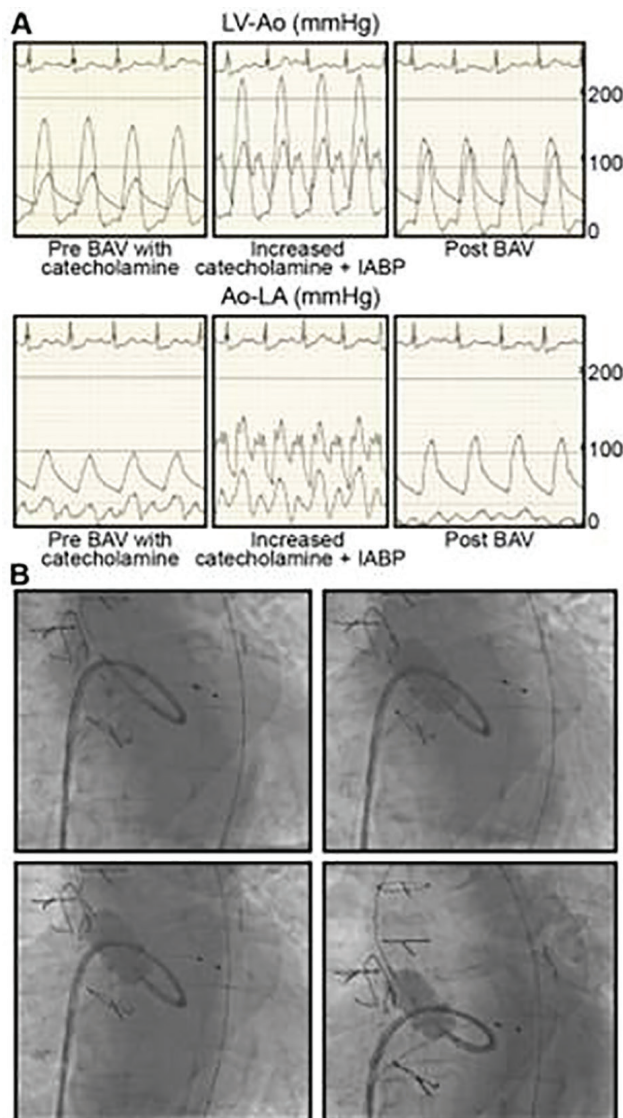 A
LV-Ao (mmHg)
200
100
0
Pre BAV with
catecholamine
Increased
catecholamine + IABP
Post BAV
Ao-LA (mmHg)
200
100
0
Pre BAV with
catecholamine
Increased
catecholamine + IABP
Post BAV
B